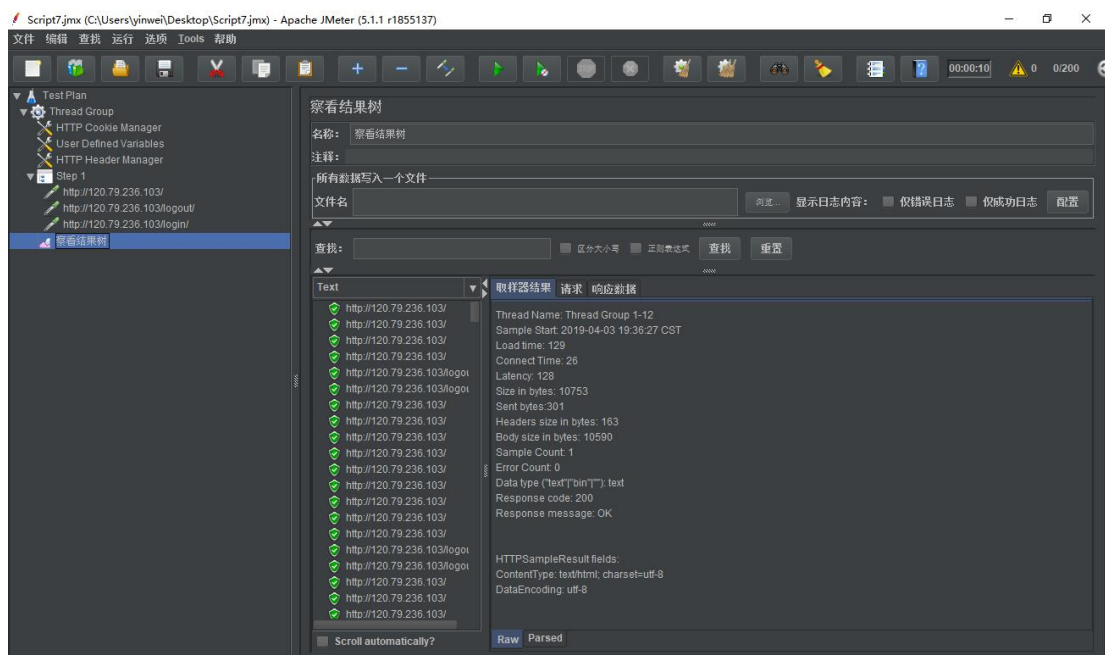 Script7.jmx (C:\Users\yinwei\Desktop\Script7.jmx) - Apache JMeter (5.1.1 r1855137)
文件 编辑 查找 运行 选项 Tools 帮助
00:00:10 0 0/200
Test Plan
Thread Group
HTTP Cookie Manager
User Defined Variables
HTTP Header Manager
Step 1
http://120.79.236.103/
http://120.79.236.103/logout/
http://120.79.236.103/login/
察看结果树
察看结果树
名称: 察看结果树
注释:
所有数据写入一个文件
文件名 浏览... 显示日志内容: 仅错误日志 仅成功日志 配置
查找: 区分大小写 正则表达式 查找 重置
Text
http://120.79.236.103/
http://120.79.236.103/
http://120.79.236.103/
http://120.79.236.103/
http://120.79.236.103/logou
http://120.79.236.103/logou
http://120.79.236.103/
http://120.79.236.103/
http://120.79.236.103/
http://120.79.236.103/
http://120.79.236.103/
http://120.79.236.103/
http://120.79.236.103/
http://120.79.236.103/
http://120.79.236.103/
http://120.79.236.103/logou
http://120.79.236.103/logou
http://120.79.236.103/
http://120.79.236.103/
http://120.79.236.103/
Scroll automatically?
取样器结果 请求 响应数据
Thread Name: Thread Group 1-12
Sample Start: 2019-04-03 19:36:27 CST
Load time: 129
Connect Time: 26
Latency: 128
Size in bytes: 10753
Sent bytes:301
Headers size in bytes: 163
Body size in bytes: 10590
Sample Count: 1
Error Count: 0
Data type ("text"|"bin"|""): text
Response code: 200
Response message: OK
HTTPSampleResult fields:
ContentType: text/html; charset=utf-8
DataEncoding: utf-8
Raw Parsed